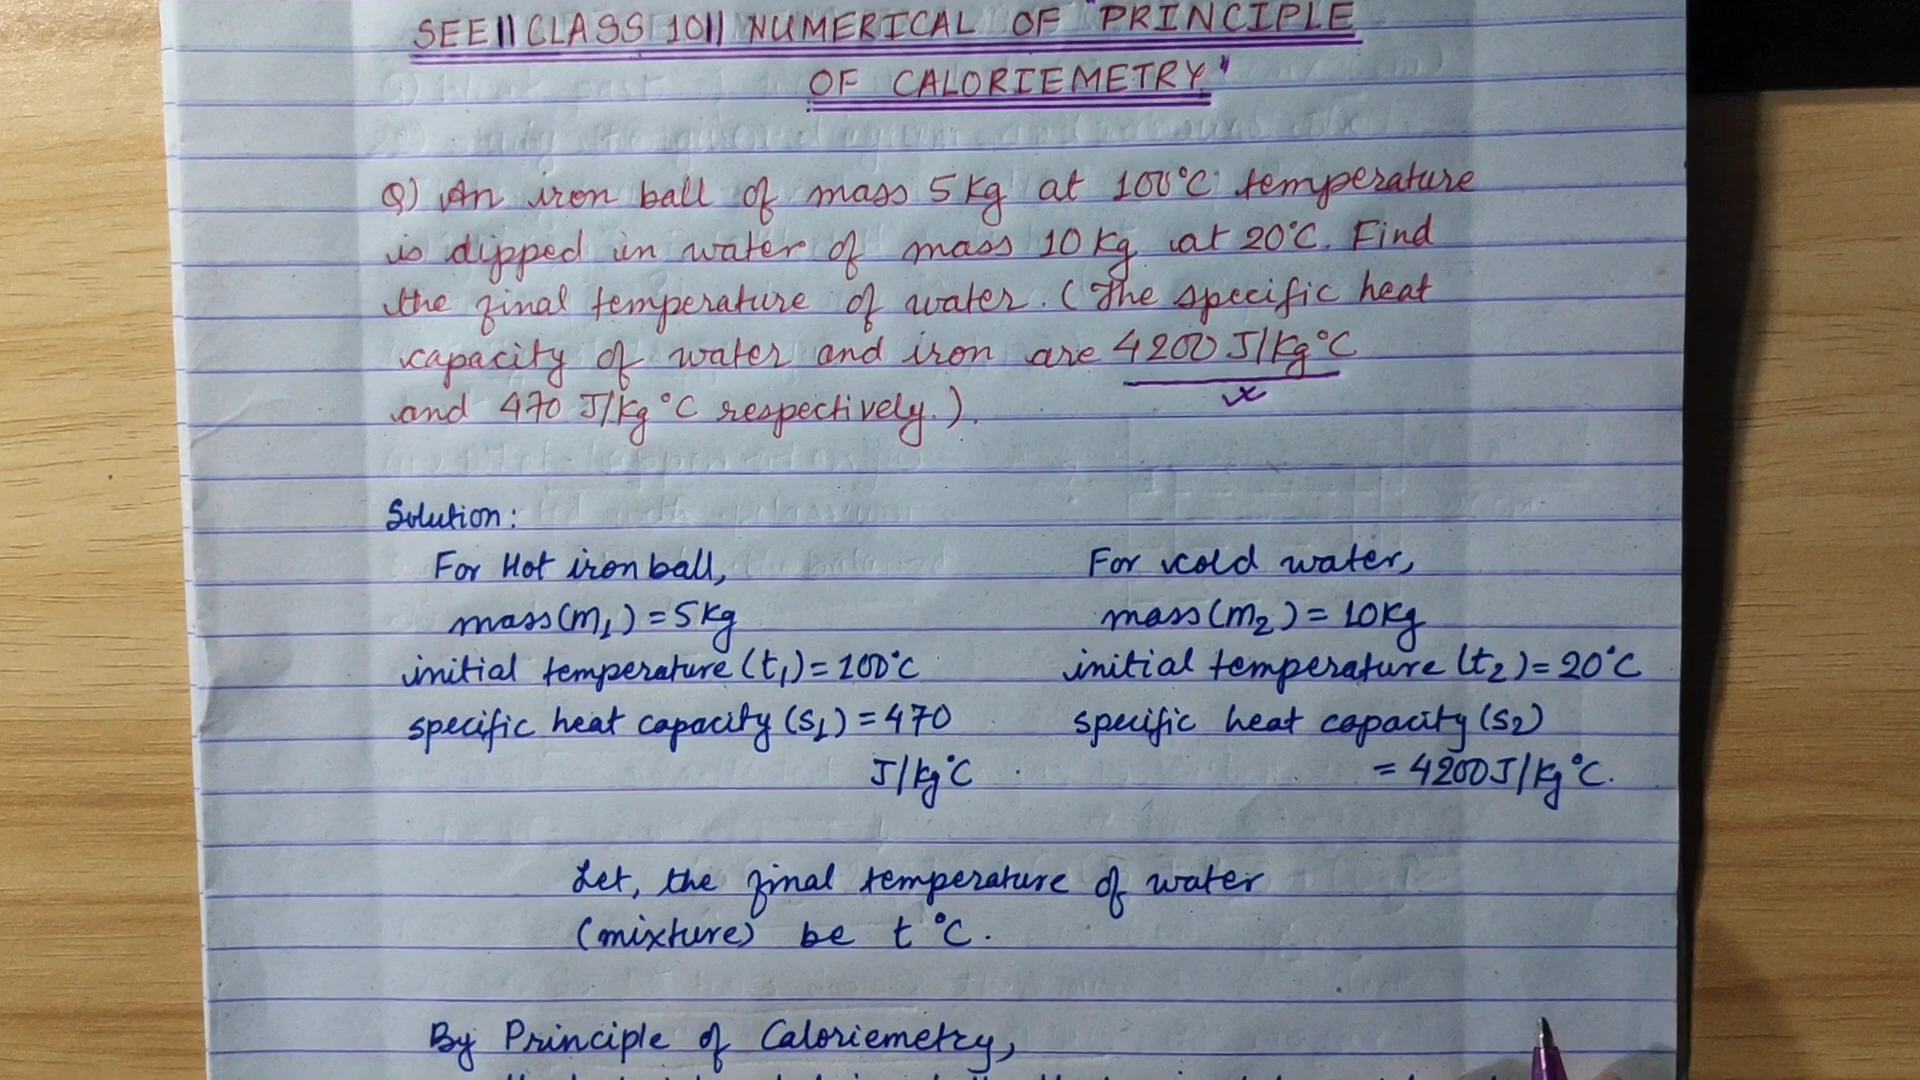 SEE||CLASS 10|| NUMERICAL OF "PRINCIPLE
OF CALORIEMETRY"
Q) An iron ball of mass 5 kg at 100°C temperature
is dipped in water of mass 10 kg at 20°C. Find
the final temperature of water. (The specific heat
capacity of water and iron are 4200 J/kg°C
and 470 J/kg°C respectively.)
Solution:
For Hot iron ball,
mass(m₁) = 5kg
initial temperature (t₁) = 100°C
specific heat capacity (s₁) = 470
J/kg°C
For cold water,
mass (m₂) = 10kg
initial temperature (t₂) = 20°C
specific heat capacity (s₂)
= 4200J/kg°C.
Let, the final temperature of water
(mixture) be t °C.
By Principle of Caloriemetry,